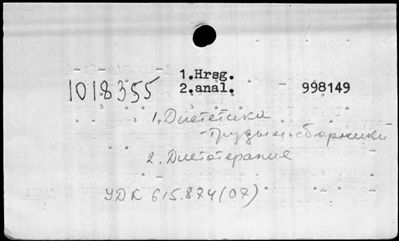 1.Hrsg.
1018355 2.anal. 998149
1. Диететика
- Труды и сборники
2. Диетотерапия
УДК 615.874(07)